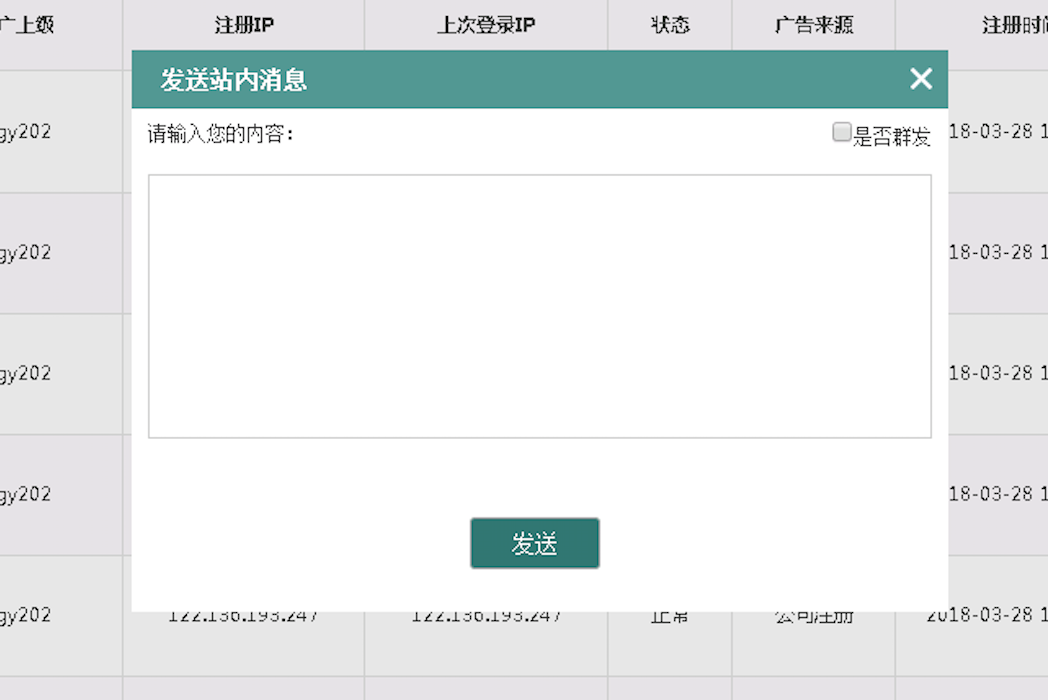 广上级 注册IP 上次登录IP 状态 广告来源 注册时间
发送站内消息
请输入您的内容: 是否群发
gy202 18-03-28 1
gy202 18-03-28 1
gy202 18-03-28 1
gy202 18-03-28 1
发送
gy202 122.136.193.247 122.136.193.247 正常 公司注册 2018-03-28 1